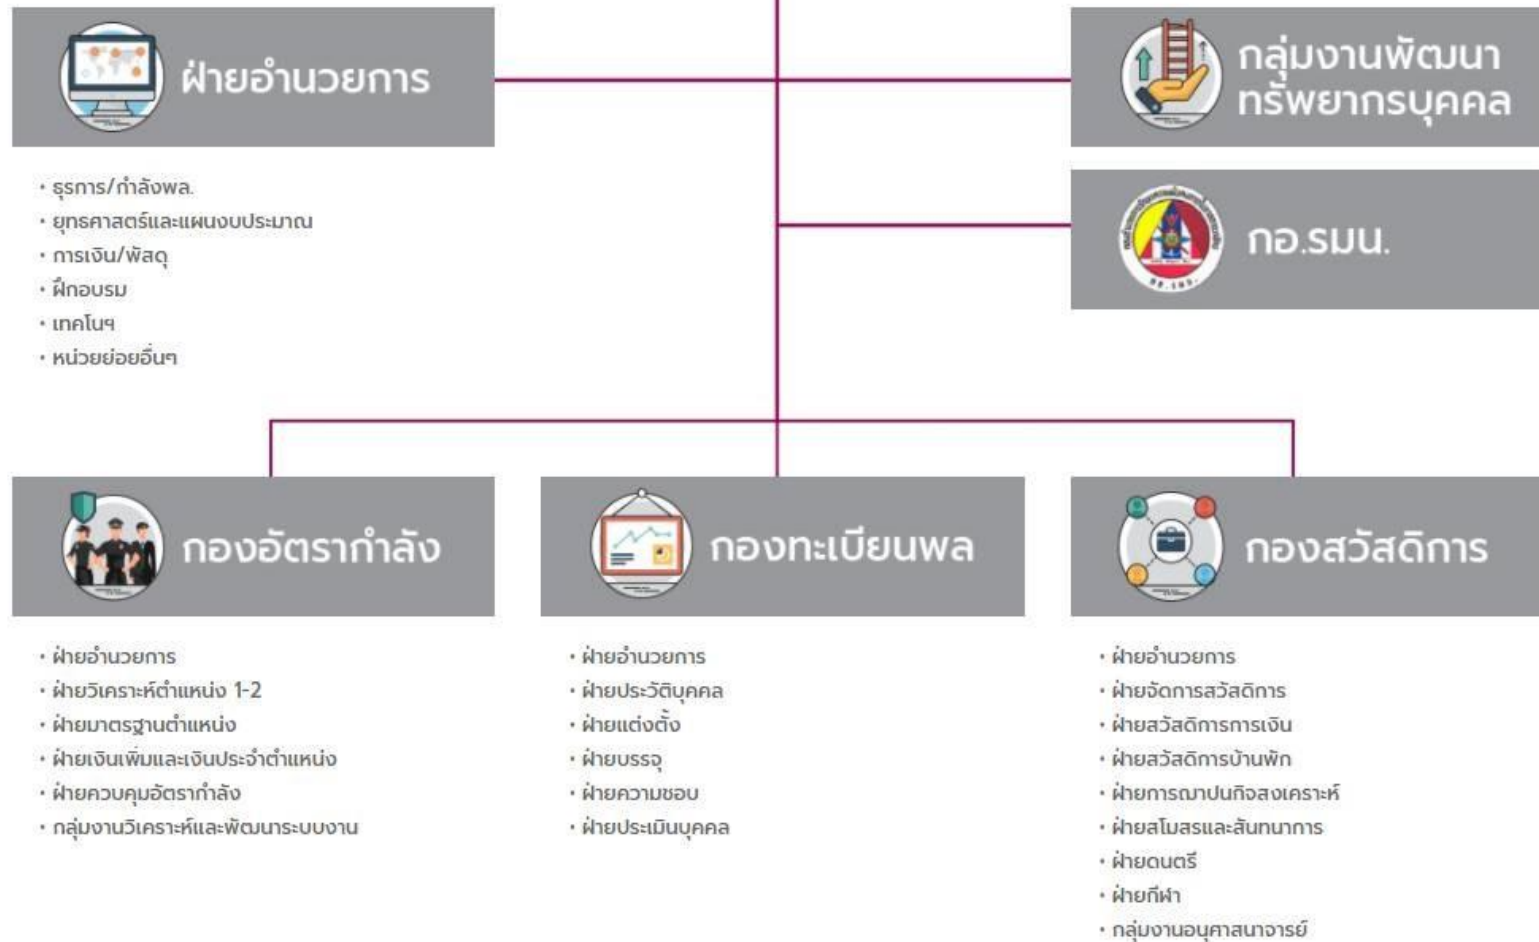 ฝ่ายอำนวยการ
• ธุรการ/กำลังพล.
• ยุทธศาสตร์และแผนงบประมาณ
• การเงิน/พัสดุ
• ฝึกอบรม
• เทคโนฯ
• หน่วยย่อยอื่นๆ
กลุ่มงานพัฒนา
ทรัพยากรบุคคล
กอ.รมน.
กองอัตรากำลัง
• ฝ่ายอำนวยการ
• ฝ่ายวิเคราะห์ตำแหน่ง 1-2
• ฝ่ายมาตรฐานตำแหน่ง
• ฝ่ายเงินเพิ่มและเงินประจำตำแหน่ง
• ฝ่ายควบคุมอัตรากำลัง
• กลุ่มงานวิเคราะห์และพัฒนาระบบงาน
กองทะเบียนพล
• ฝ่ายอำนวยการ
• ฝ่ายประวัติบุคคล
• ฝ่ายแต่งตั้ง
• ฝ่ายบรรจุ
• ฝ่ายความชอบ
• ฝ่ายประเมินบุคคล
กองสวัสดิการ
• ฝ่ายอำนวยการ
• ฝ่ายจัดการสวัสดิการ
• ฝ่ายสวัสดิการการเงิน
• ฝ่ายสวัสดิการบ้านพัก
• ฝ่ายการฌาปนกิจสงเคราะห์
• ฝ่ายสโมสรและสันทนาการ
• ฝ่ายดนตรี
• ฝ่ายกีฬา
• กลุ่มงานอนุศาสนาจารย์